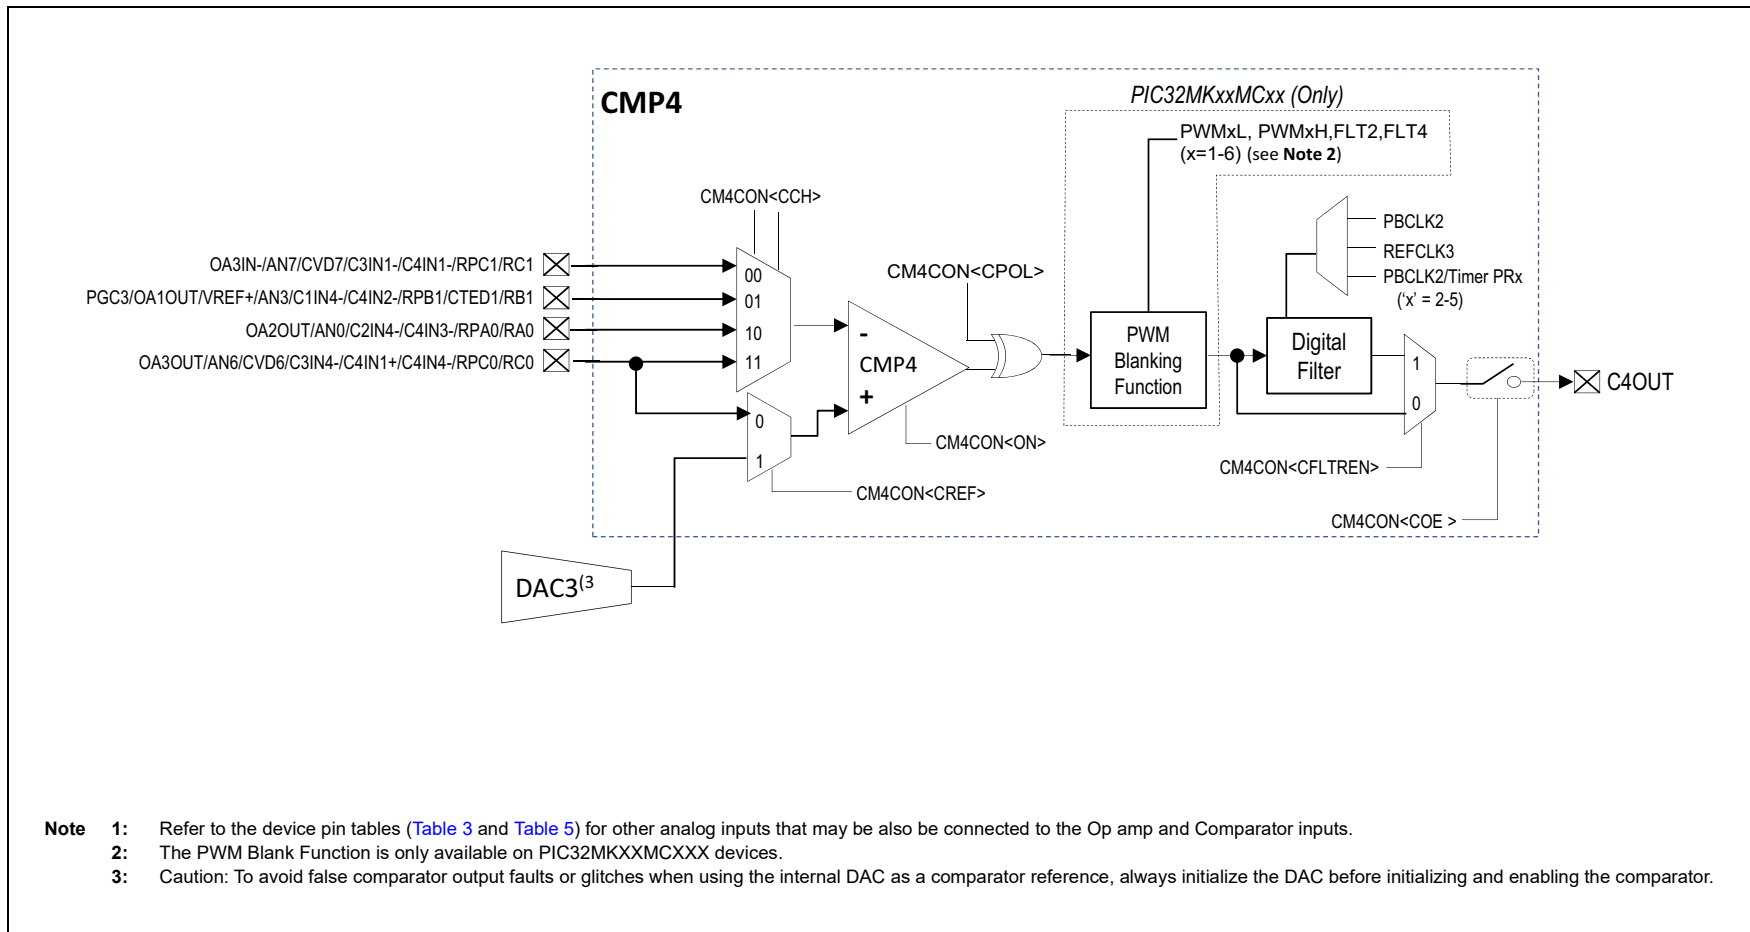 CMP4
PIC32MKxxMCxx (Only)
PWMxL, PWMxH,FLT2,FLT4
(x=1-6) (see Note 2)
CM4CON<CCH>
PBCLK2
REFCLK3
PBCLK2/Timer PRx
('x' = 2-5)
OA3IN-/AN7/CVD7/C3IN1-/C4IN1-/RPC1/RC1
PGC3/OA1OUT/VREF+/AN3/C1IN4-/C4IN2-/RPB1/CTED1/RB1
OA2OUT/AN0/C2IN4-/C4IN3-/RPA0/RA0
OA3OUT/AN6/CVD6/C3IN4-/C4IN1+/C4IN4-/RPC0/RC0
00
01
10
11
0
1
CM4CON<CREF>
-
CMP4
+
CM4CON<ON>
CM4CON<CPOL>
PWM
Blanking
Function
Digital
Filter
1
0
C4OUT
CM4CON<CFLTREN>
CM4CON<COE >
DAC3(3
Note 1: Refer to the device pin tables (Table 3 and Table 5) for other analog inputs that may be also be connected to the Op amp and Comparator inputs.
2: The PWM Blank Function is only available on PIC32MKXXMCXXX devices.
3: Caution: To avoid false comparator output faults or glitches when using the internal DAC as a comparator reference, always initialize the DAC before initializing and enabling the comparator.